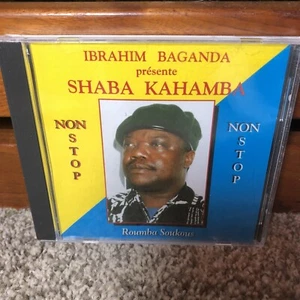 IBRAHIM BAGANDA
présente
SHABA KAHAMBA
NON
STOP
NON
STOP
Roumba Soukous